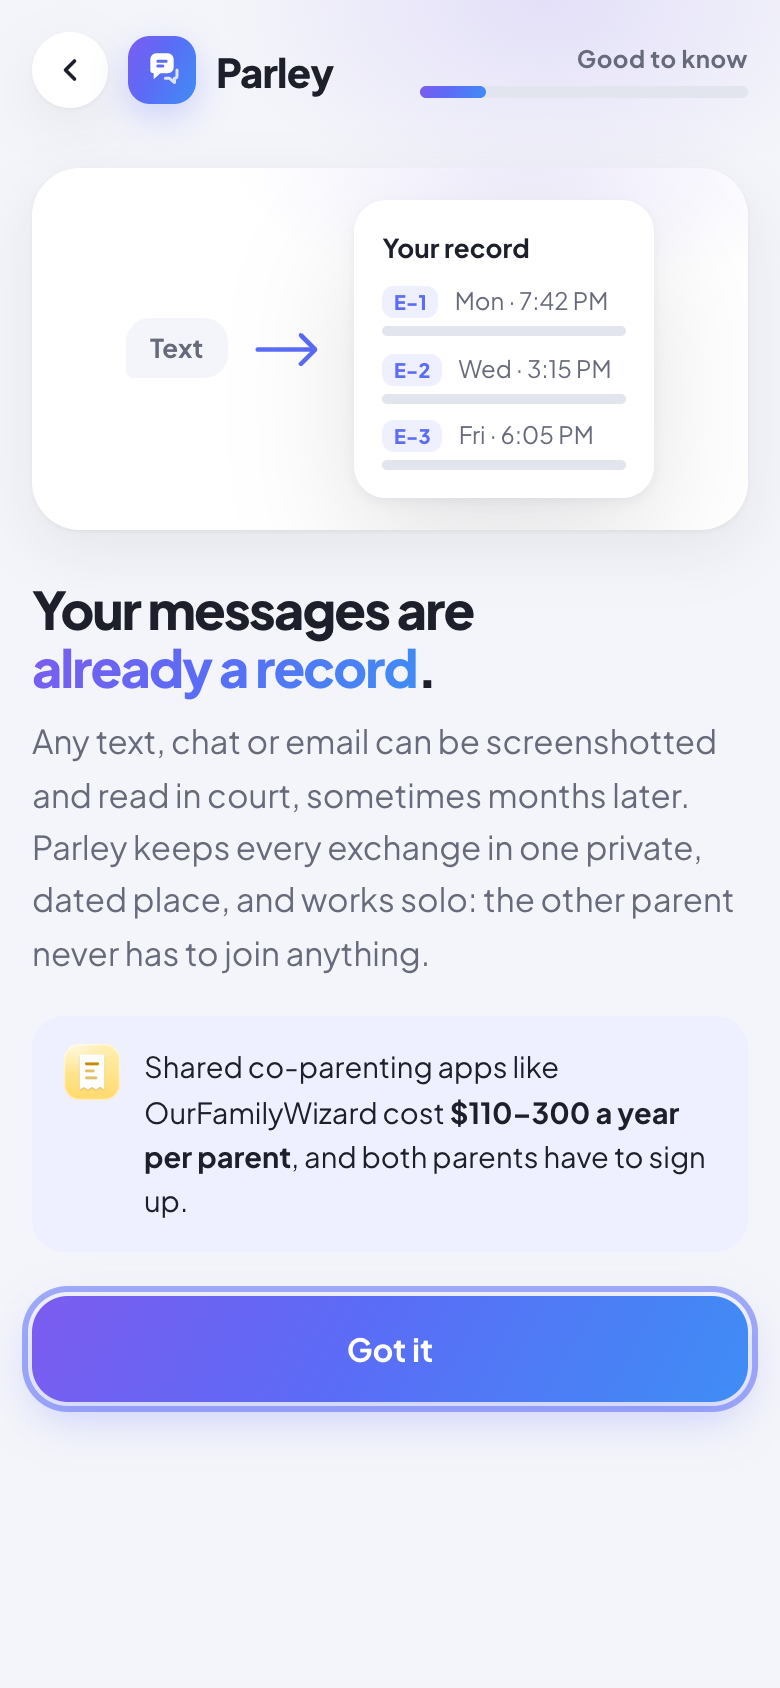 Parley
Good to know
Text
Your record
E-1 Mon · 7:42 PM
E-2 Wed · 3:15 PM
E-3 Fri · 6:05 PM
Your messages are
already a record.
Any text, chat or email can be screenshotted
and read in court, sometimes months later.
Parley keeps every exchange in one private,
dated place, and works solo: the other parent
never has to join anything.
Shared co-parenting apps like
OurFamilyWizard cost $110–300 a year
per parent, and both parents have to sign
up.
Got it